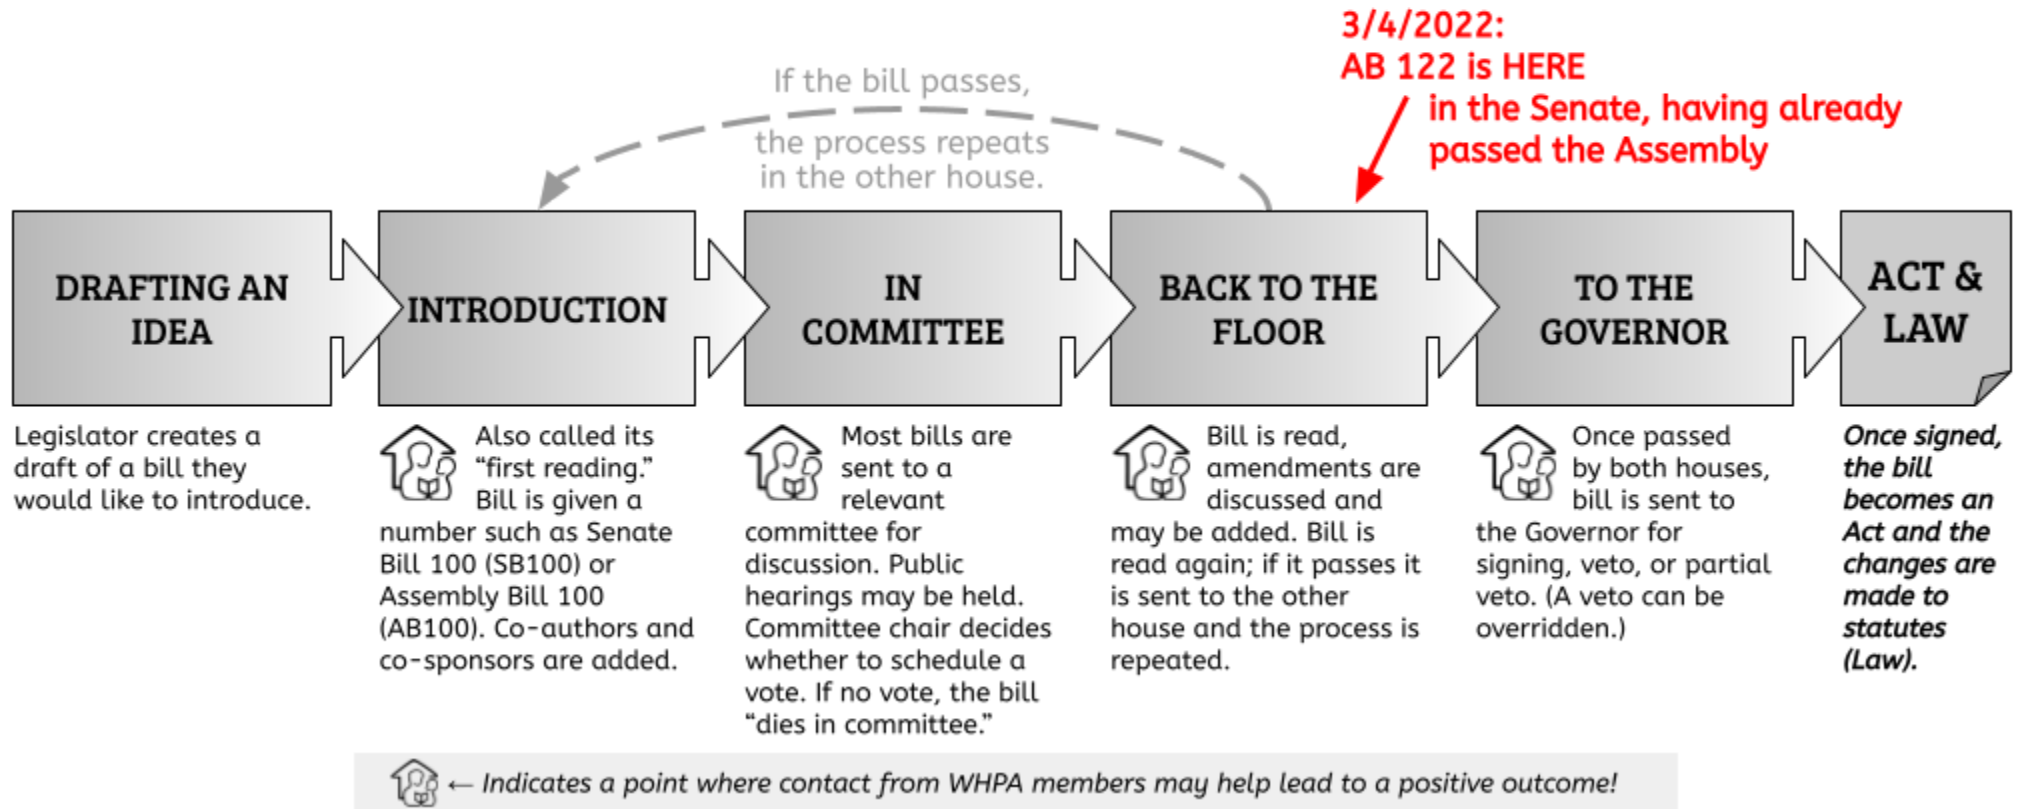 3/4/2022:
AB 122 is HERE
in the Senate, having already
passed the Assembly
If the bill passes,
the process repeats
in the other house.
DRAFTING AN
IDEA
Legislator creates a
draft of a bill they
would like to introduce.
INTRODUCTION
Also called its
“first reading.”
Bill is given a
number such as Senate
Bill 100 (SB100) or
Assembly Bill 100
(AB100). Co-authors and
co-sponsors are added.
IN
COMMITTEE
Most bills are
sent to a
relevant
committee for
discussion. Public
hearings may be held.
Committee chair decides
whether to schedule a
vote. If no vote, the bill
“dies in committee.”
BACK TO THE
FLOOR
Bill is read,
amendments are
discussed and
may be added. Bill is
read again; if it passes it
is sent to the other
house and the process is
repeated.
TO THE
GOVERNOR
Once passed
by both houses,
bill is sent to
the Governor for
signing, veto, or partial
veto. (A veto can be
overridden.)
ACT &
LAW
Once signed,
the bill
becomes an
Act and the
changes are
made to
statutes
(Law).
← Indicates a point where contact from WHPA members may help lead to a positive outcome!